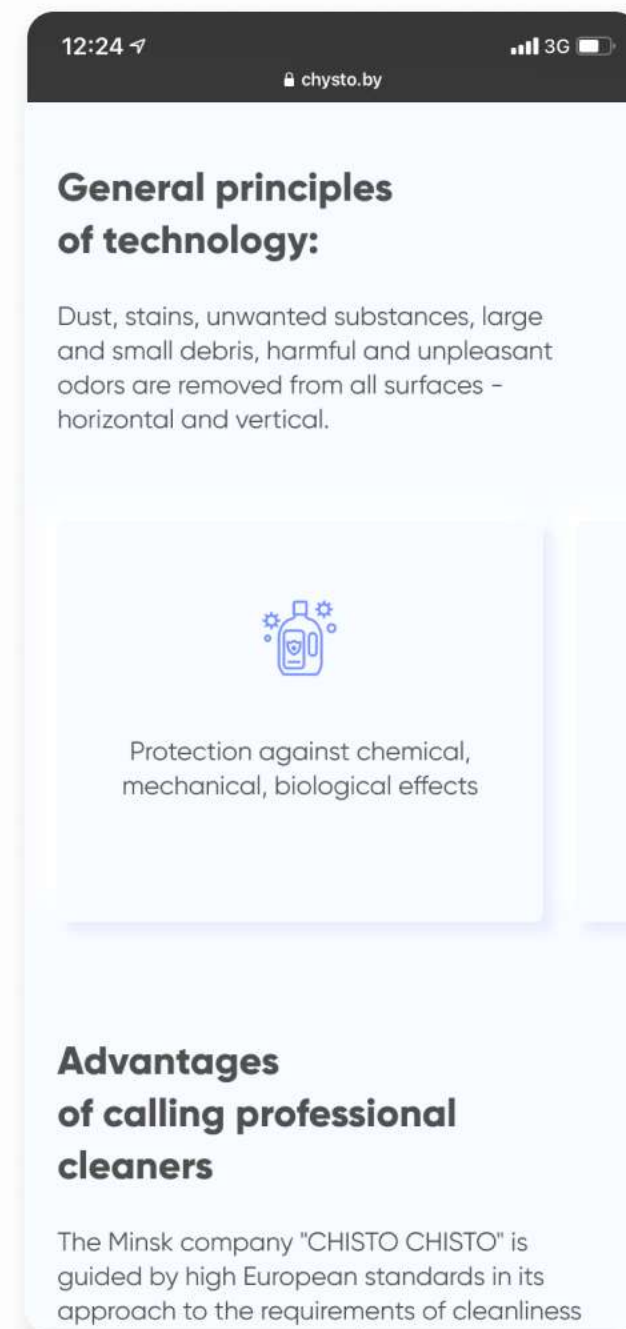 12:24
3G
chysto.by
General principles
of technology:
Dust, stains, unwanted substances, large
and small debris, harmful and unpleasant
odors are removed from all surfaces -
horizontal and vertical.
Protection against chemical,
mechanical, biological effects
Advantages
of calling professional
cleaners
The Minsk company "CHISTO CHISTO" is
guided by high European standards in its
approach to the requirements of cleanliness